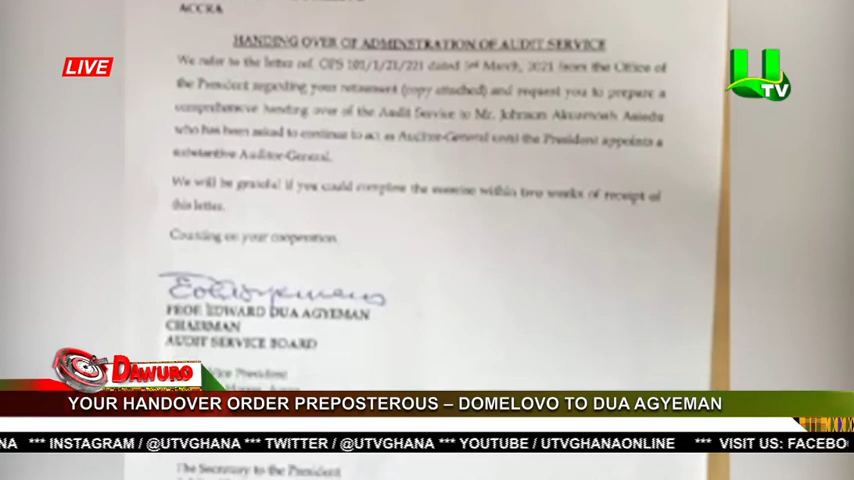 ACCRA
HANDING OVER OF ADMINSTRATION OF AUDIT SERVICE
We refer to the letter ref. OPS 101/1/21/221 dated 3rd March, 2021 from the Office of
the President regarding your retirement (copy attached) and request you to prepare a
comprehensive handing over of the Audit Service to Mr. Johnson Akuamoah Asiedu
who has been asked to continue to act as Auditor-General until the President appoints a
substantive Auditor-General.
We will be grateful if you could complete the exercise within two weeks of receipt of
this letter.
Counting on your cooperation.
PROF. EDWARD DUA AGYEMAN
CHAIRMAN
AUDIT SERVICE BOARD
Vice President
The Secretary to the President
LIVE
U
TV
DAWURO
YOUR HANDOVER ORDER PREPOSTEROUS – DOMELOVO TO DUA AGYEMAN
NA *** INSTAGRAM / @UTVGHANA *** TWITTER / @UTVGHANA *** YOUTUBE / UTVGHANAONLINE *** VISIT US: FACEBO